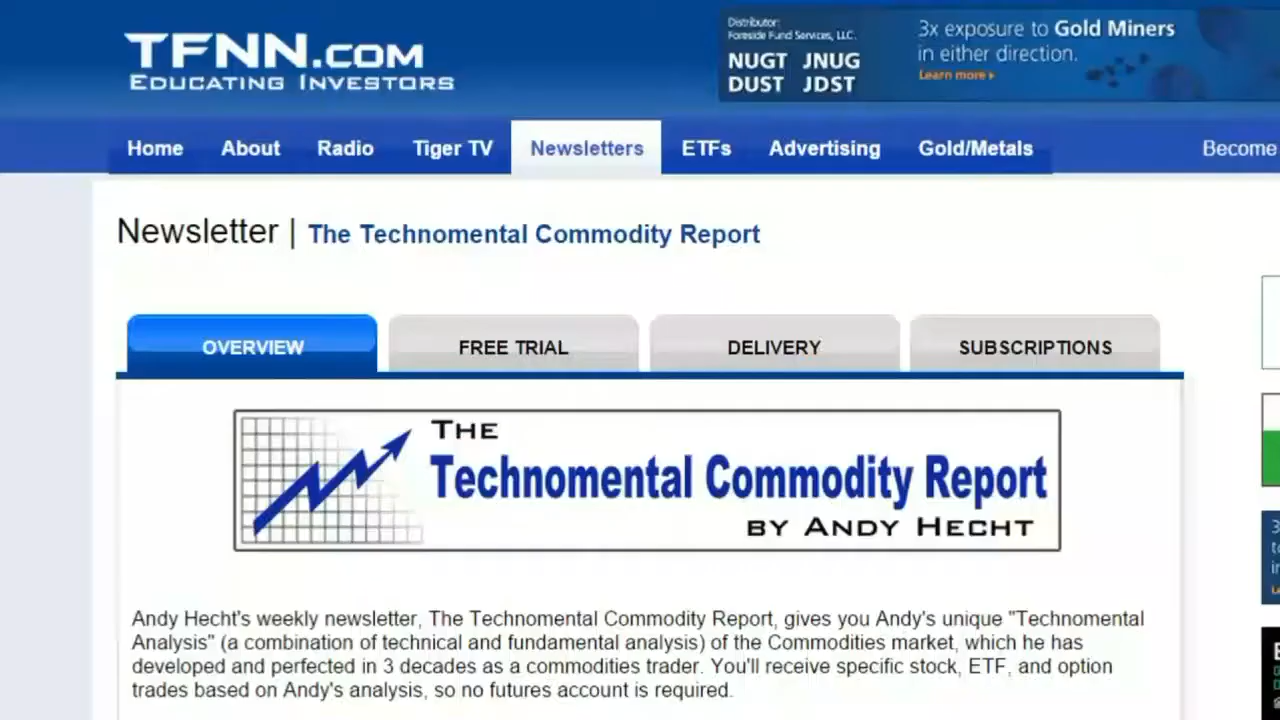 TFNN.COM
EDUCATING INVESTORS
Distributor:
Foreside Fund Services, LLC.
NUGT JNUG
DUST JDST
3x exposure to Gold Miners
in either direction.
Learn more
Home About Radio Tiger TV Newsletters ETFs Advertising Gold/Metals Become
Newsletter | The Technomental Commodity Report
OVERVIEW FREE TRIAL DELIVERY SUBSCRIPTIONS
THE
Technomental Commodity Report
BY ANDY HECHT
Andy Hecht's weekly newsletter, The Technomental Commodity Report, gives you Andy's unique "Technomental
Analysis" (a combination of technical and fundamental analysis) of the Commodities market, which he has
developed and perfected in 3 decades as a commodities trader. You'll receive specific stock, ETF, and option
trades based on Andy's analysis, so no futures account is required.